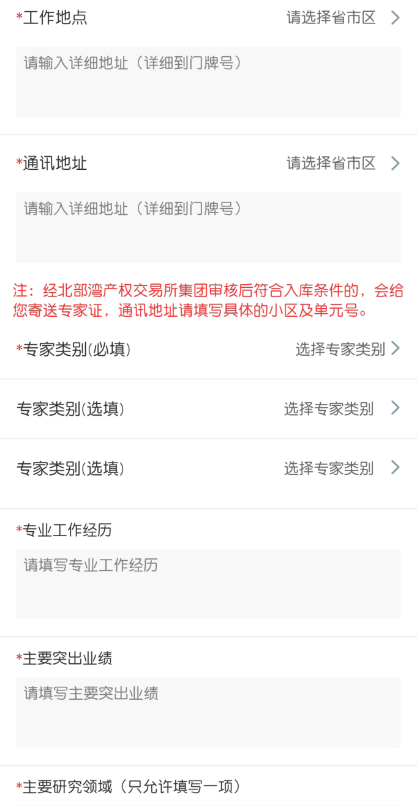 *工作地点 请选择省市区
请输入详细地址（详细到门牌号）
*通讯地址 请选择省市区
请输入详细地址（详细到门牌号）
注：经北部湾产权交易所集团审核后符合入库条件的，会给
您寄送专家证，通讯地址请填写具体的小区及单元号。
*专家类别(必填) 选择专家类别
专家类别(选填) 选择专家类别
专家类别(选填) 选择专家类别
*专业工作经历
请填写专业工作经历
*主要突出业绩
请填写主要突出业绩
*主要研究领域（只允许填写一项）